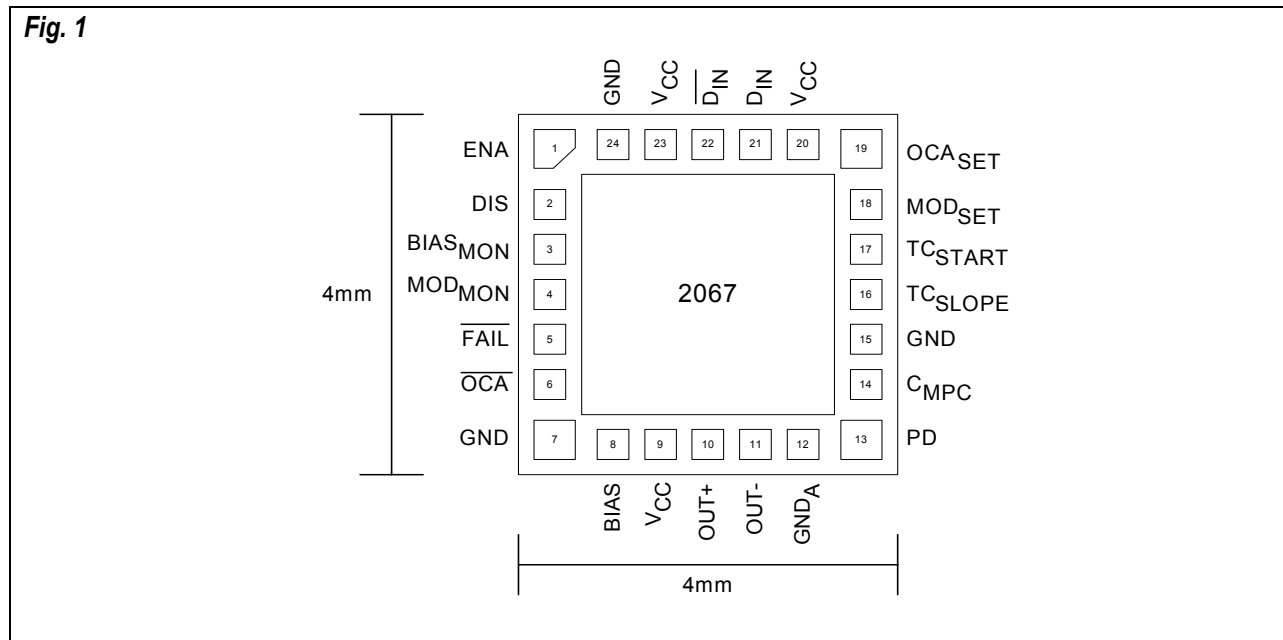 Fig. 1
GND
VCC
DIN
DIN
VCC
ENA
1
24
23
22
21
20
19
OCASET
DIS
2
18
MODSET
BIASMON
3
17
TCSTART
4mm
MODMON
4
2067
16
TCSLOPE
FAIL
5
15
GND
OCA
6
14
CMPC
GND
7
8
9
10
11
12
13
PD
BIAS
VCC
OUT+
OUT-
GNDA
4mm